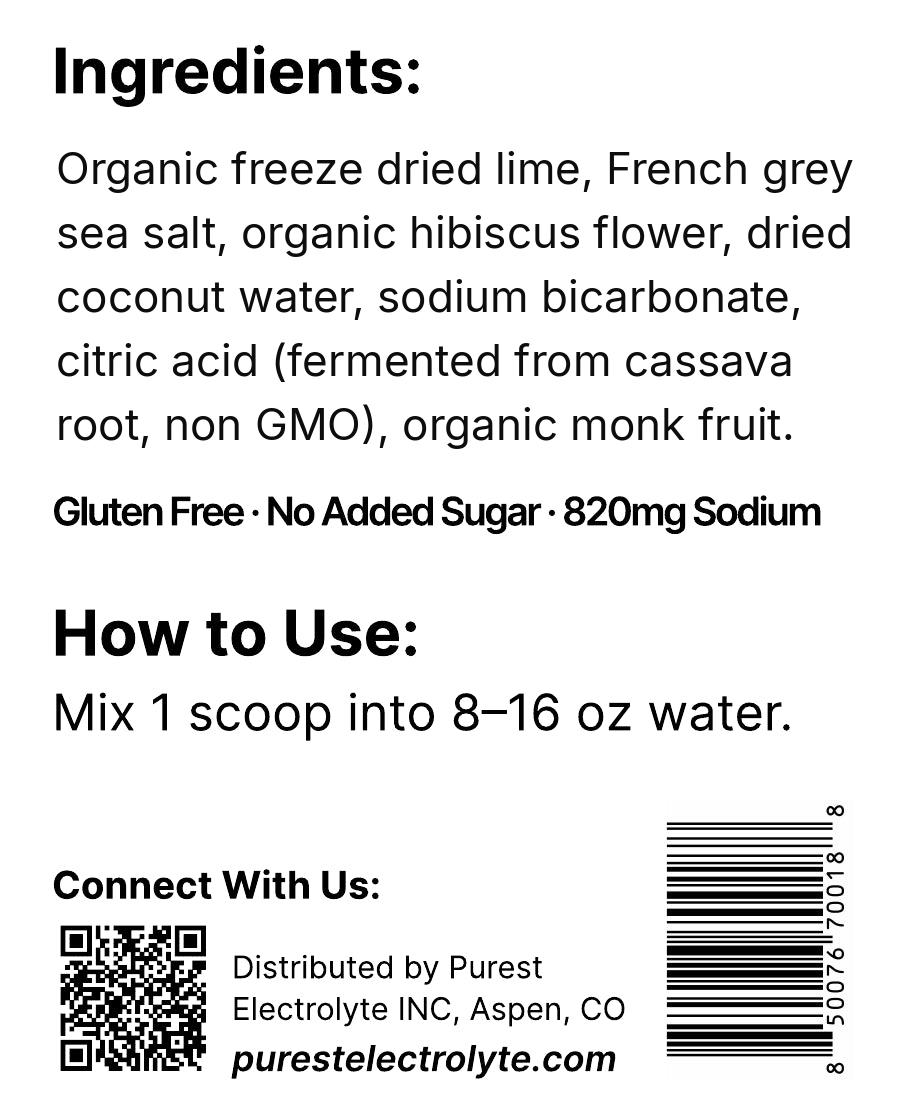 Ingredients:
Organic freeze dried lime, French grey
sea salt, organic hibiscus flower, dried
coconut water, sodium bicarbonate,
citric acid (fermented from cassava
root, non GMO), organic monk fruit.
Gluten Free · No Added Sugar · 820mg Sodium
How to Use:
Mix 1 scoop into 8–16 oz water.
Connect With Us:
Distributed by Purest
Electrolyte INC, Aspen, CO
purestelectrolyte.com
8 50076 70018 8